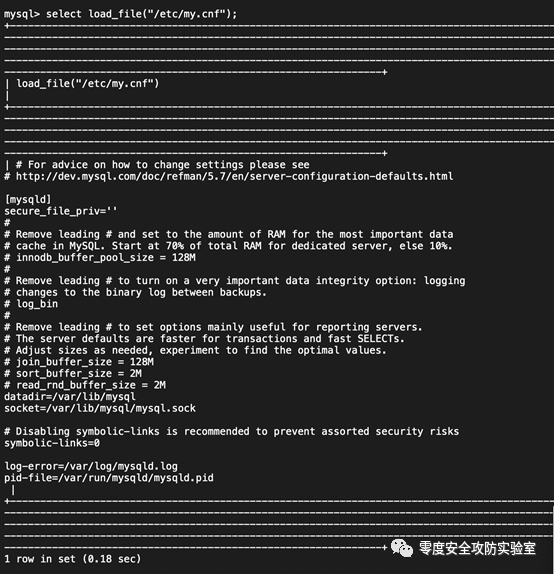 mysql> select load_file("/etc/my.cnf");
| load_file("/etc/my.cnf")
|
| # For advice on how to change settings please see
# http://dev.mysql.com/doc/refman/5.7/en/server-configuration-defaults.html
[mysqld]
secure_file_priv=''
#
# Remove leading # and set to the amount of RAM for the most important data
# cache in MySQL. Start at 70% of total RAM for dedicated server, else 10%.
# innodb_buffer_pool_size = 128M
#
# Remove leading # to turn on a very important data integrity option: logging
# changes to the binary log between backups.
# log_bin
#
# Remove leading # to set options mainly useful for reporting servers.
# The server defaults are faster for transactions and fast SELECTs.
# Adjust sizes as needed, experiment to find the optimal values.
# join_buffer_size = 128M
# sort_buffer_size = 2M
# read_rnd_buffer_size = 2M
datadir=/var/lib/mysql
socket=/var/lib/mysql/mysql.sock
# Disabling symbolic-links is recommended to prevent assorted security risks
symbolic-links=0
log-error=/var/log/mysqld.log
pid-file=/var/run/mysqld/mysqld.pid
|
零度安全攻防实验室
1 row in set (0.18 sec)